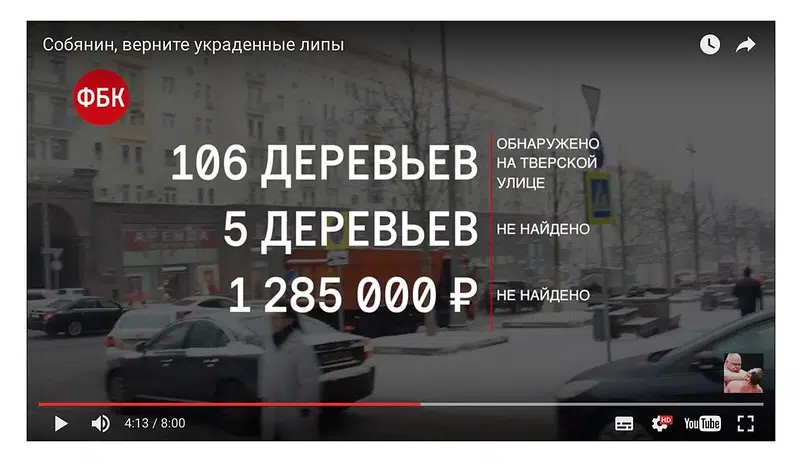 Собянин, верните украденные липы
ФБК
106 ДЕРЕВЬЕВ
ОБНАРУЖЕНО
НА ТВЕРСКОЙ
УЛИЦЕ
5 ДЕРЕВЬЕВ
НЕ НАЙДЕНО
1 285 000 ₽
НЕ НАЙДЕНО
4:13 / 8:00
HD
YouTube